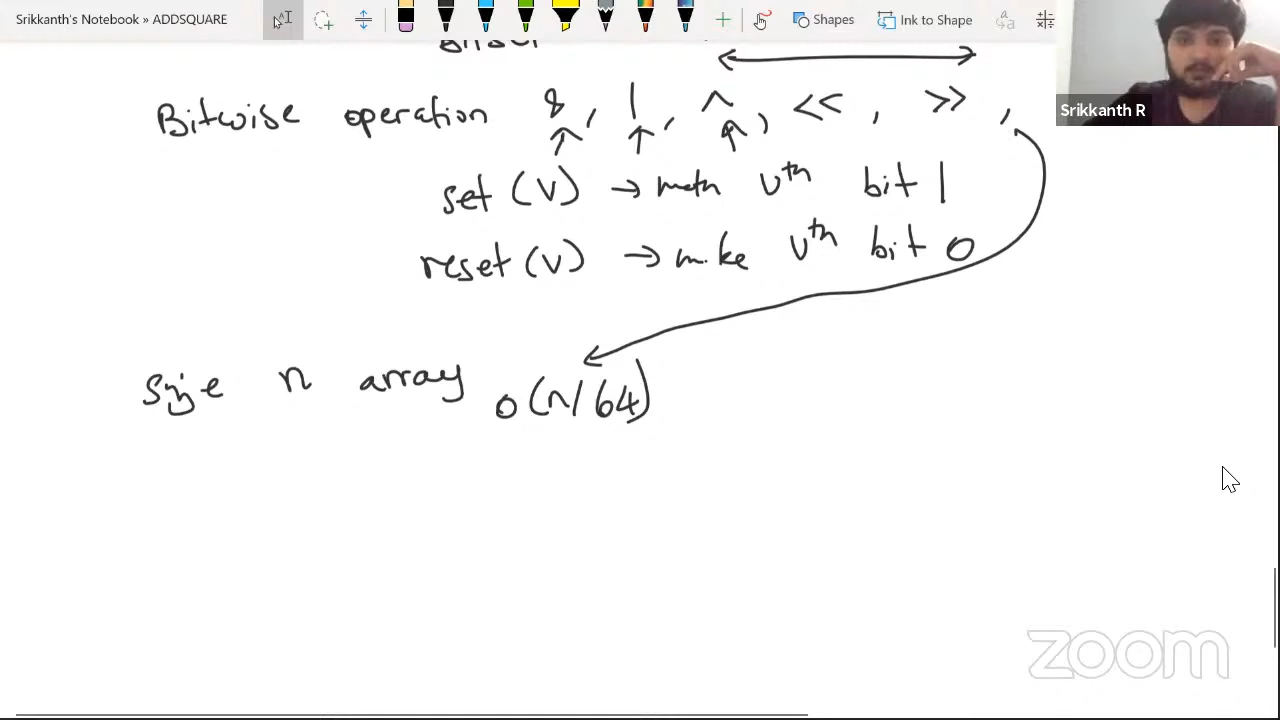 Srikkanth's Notebook » ADDSQUARE
Shapes
Ink to Shape
Srikkanth R
Bitwise operation &, |, ^, <<, >>,
set (v) → vth bit 1
reset (v) → make vth bit 0
Size n array O(n/64)
zoom